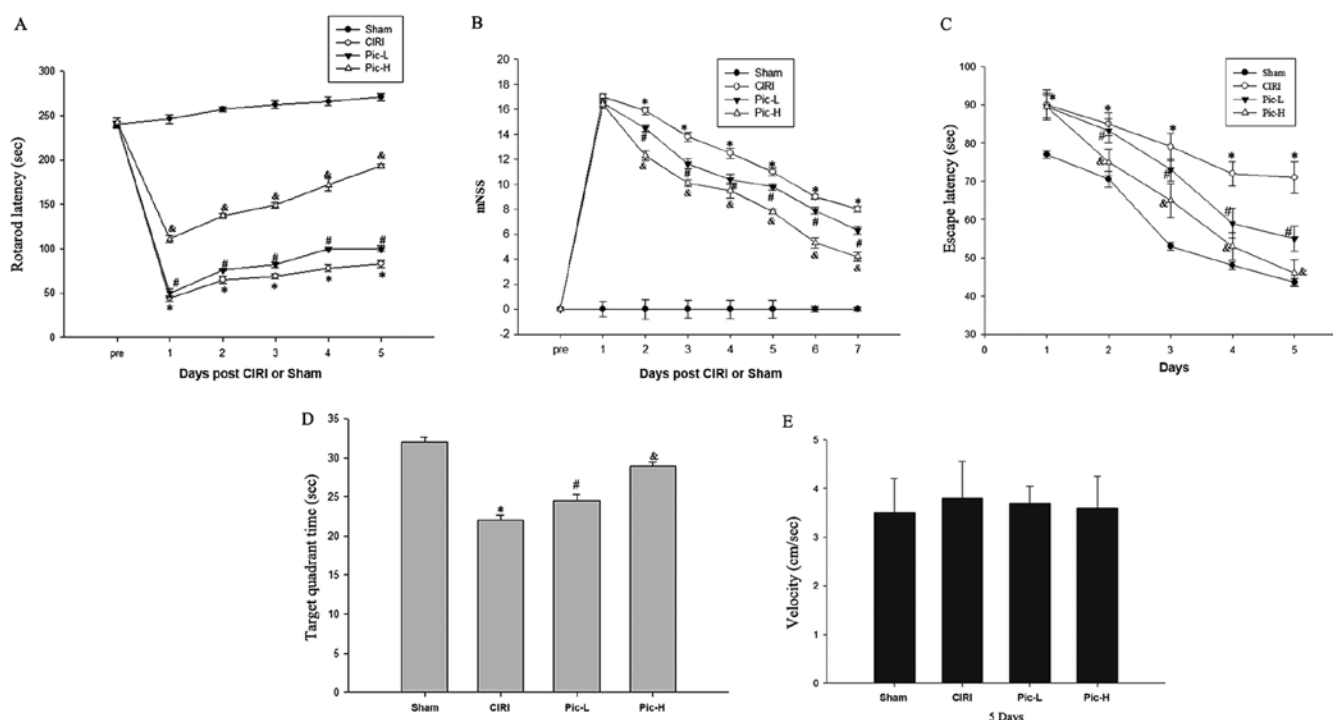 A
Sham
CIRI
Pic-L
Pic-H
Rotarod latency (sec)
300
250
200
150
100
50
0
& & & & &
# # # # #
* * * * *
pre 1 2 3 4 5
Days post CIRI or Sham
B
Sham
CIRI
Pic-L
Pic-H
mNSS
18
16
14
12
10
8
6
4
2
0
-2
* * * * * *
# # # # # #
& & & & & &
pre 1 2 3 4 5 6 7
Days post CIRI or Sham
C
Sham
CIRI
Pic-L
Pic-H
Escape latency (sec)
100
90
80
70
60
50
40
30
* * * * *
# # # #
& & & &
0 1 2 3 4 5
Days
D
Target quadrant time (sec)
35
30
25
20
15
10
5
0
* # &
Sham CIRI Pic-L Pic-H
E
Velocity (cm/sec)
5
4
3
2
1
0
Sham CIRI Pic-L Pic-H
5 Days